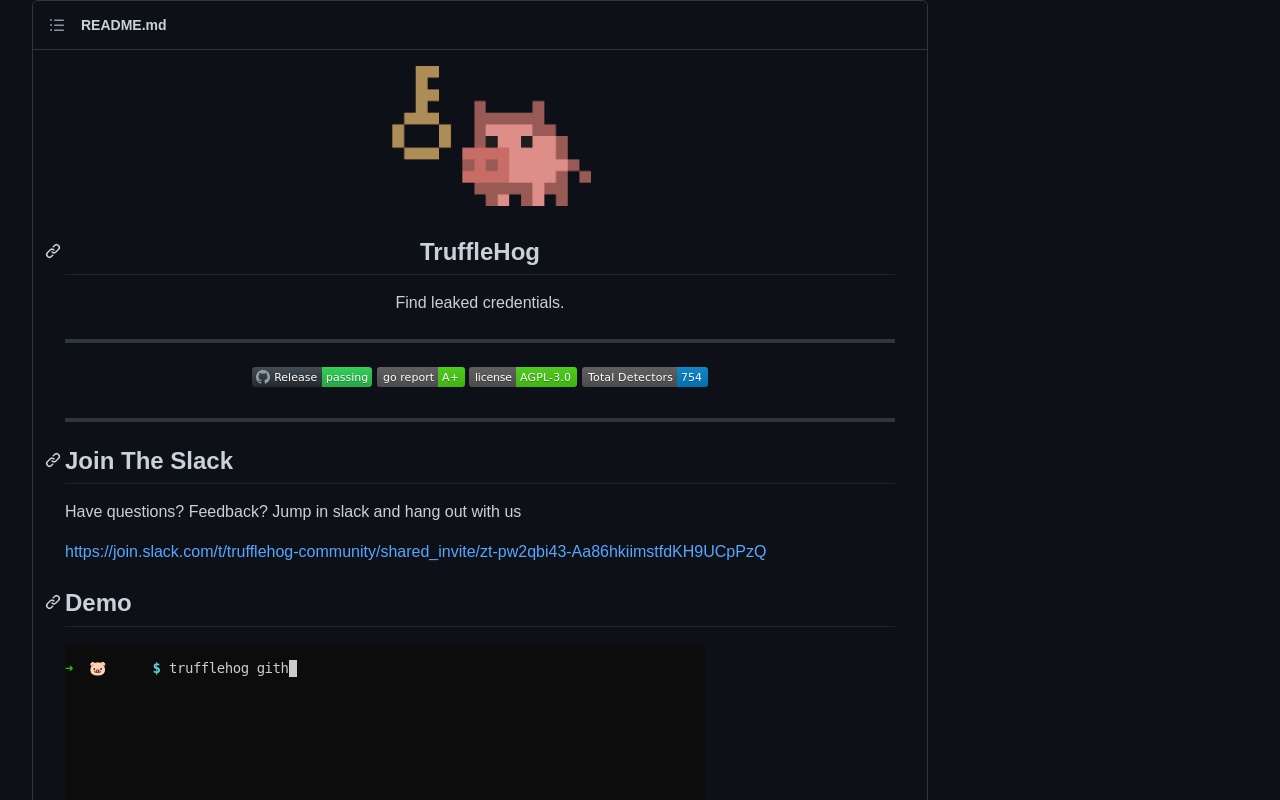 README.md
TruffleHog
Find leaked credentials.
Release passing go report A+ license AGPL-3.0 Total Detectors 754
Join The Slack
Have questions? Feedback? Jump in slack and hang out with us
https://join.slack.com/t/trufflehog-community/shared_invite/zt-pw2qbi43-Aa86hkiimstfdKH9UCpPzQ
Demo
➜ 🐷 $ trufflehog gith